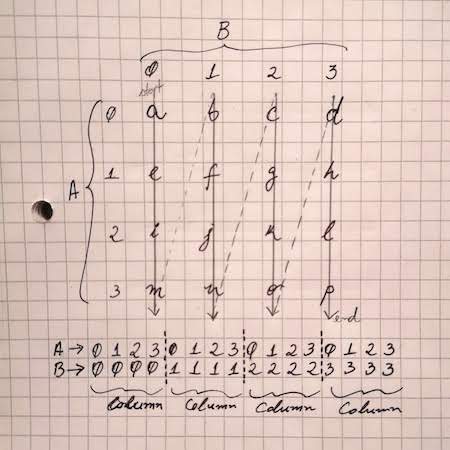 B
0 1 2 3
start
0 a b c d
A
1 e f g h
2 i j k l
3 m n o p
end
A → 0 1 2 3 0 1 2 3 0 1 2 3 0 1 2 3
B → 0 0 0 0 1 1 1 1 2 2 2 2 3 3 3 3
Column Column Column Column